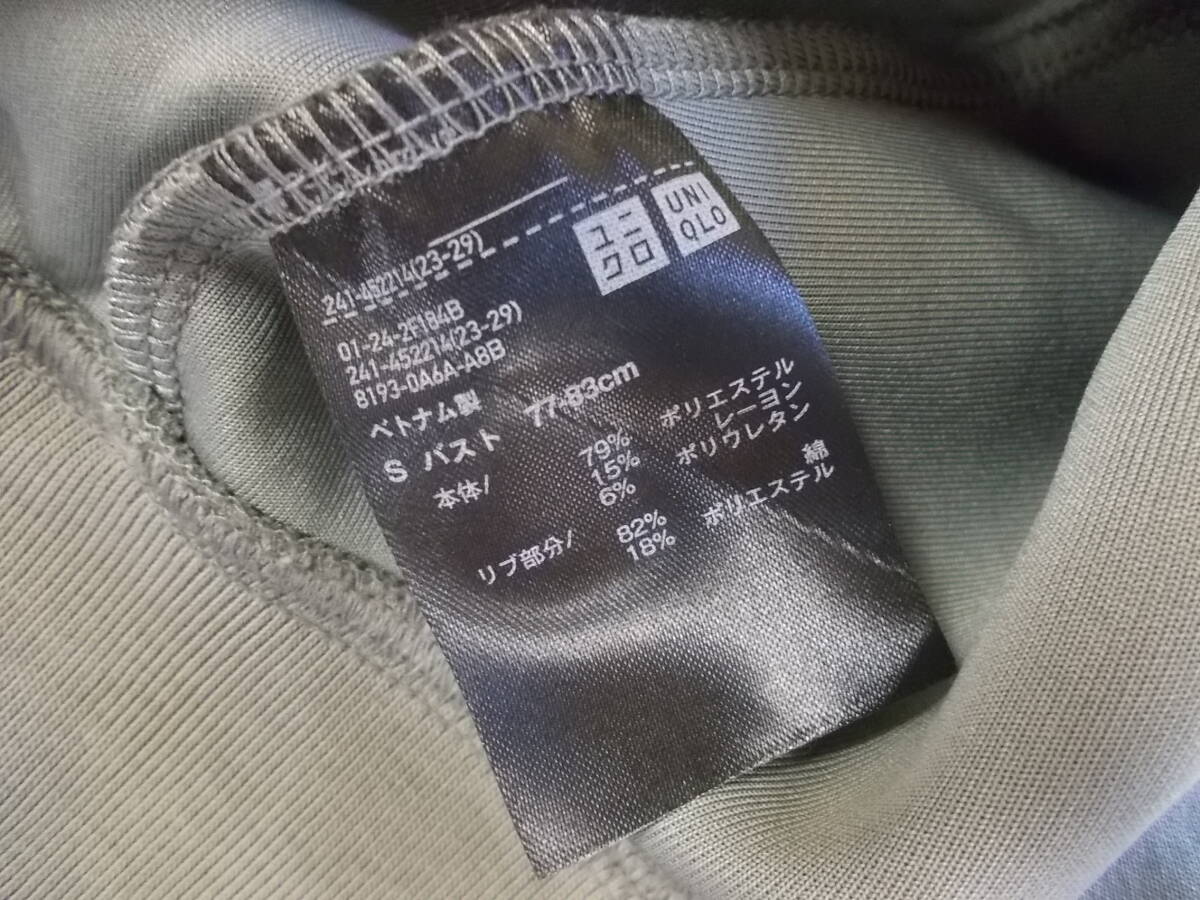 ユニ
クロ
UNI
QLO
241-452214(23-29)
01-24-2F184B
241-452214(23-29)
8193-0A6A-A8B
ベトナム製
S バスト 77-83cm
本体/ 79% ポリエステル
15% レーヨン
6% ポリウレタン
リブ部分/ 82% 綿
18% ポリエステル